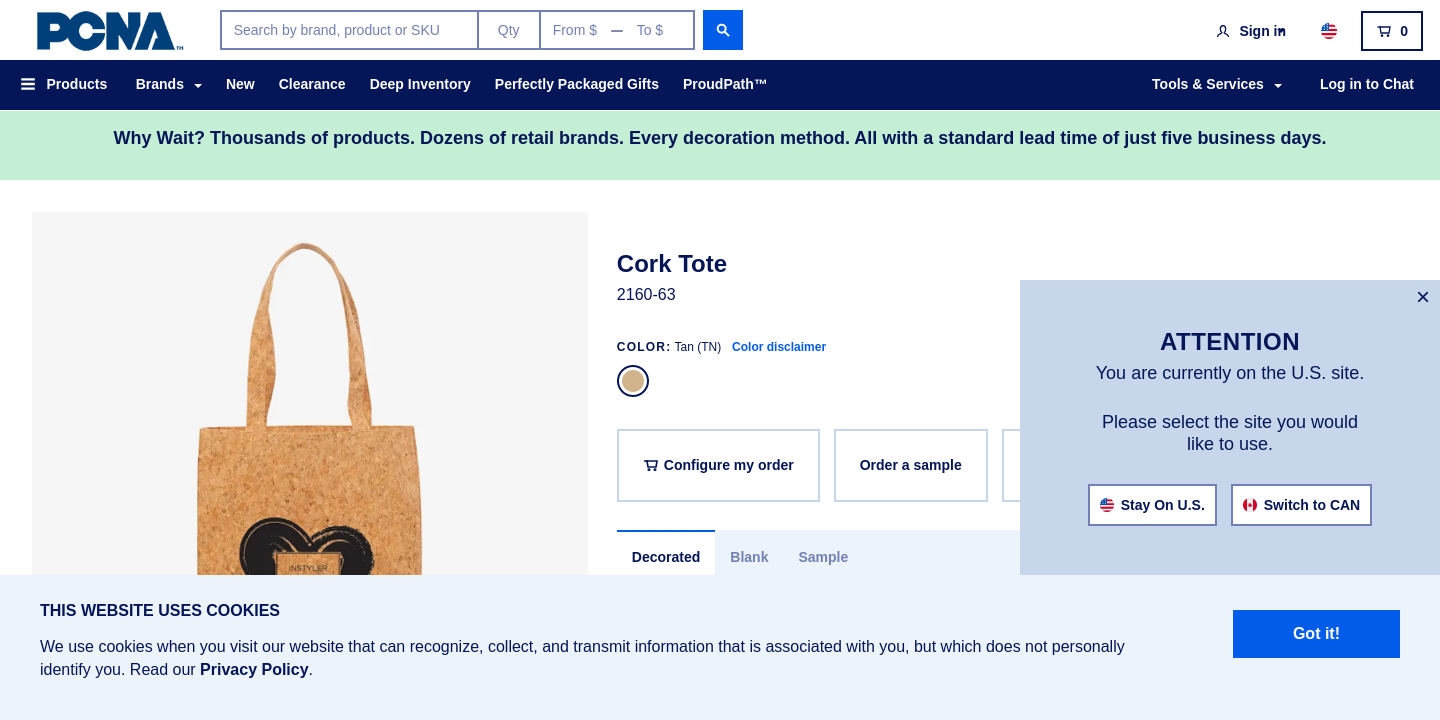 PCNA™
Search by brand, product or SKU
Qty
From $ — To $
Sign in
0
Products
Brands
New
Clearance
Deep Inventory
Perfectly Packaged Gifts
ProudPath™
Tools & Services
Log in to Chat
Why Wait? Thousands of products. Dozens of retail brands. Every decoration method. All with a standard lead time of just five business days.
Cork Tote
2160-63
COLOR: Tan (TN) Color disclaimer
Configure my order
Order a sample
Decorated
Blank
Sample
INSTYLER
×
ATTENTION
You are currently on the U.S. site.
Please select the site you would
like to use.
Stay On U.S.
Switch to CAN
THIS WEBSITE USES COOKIES
We use cookies when you visit our website that can recognize, collect, and transmit information that is associated with you, but which does not personally
identify you. Read our Privacy Policy.
Got it!